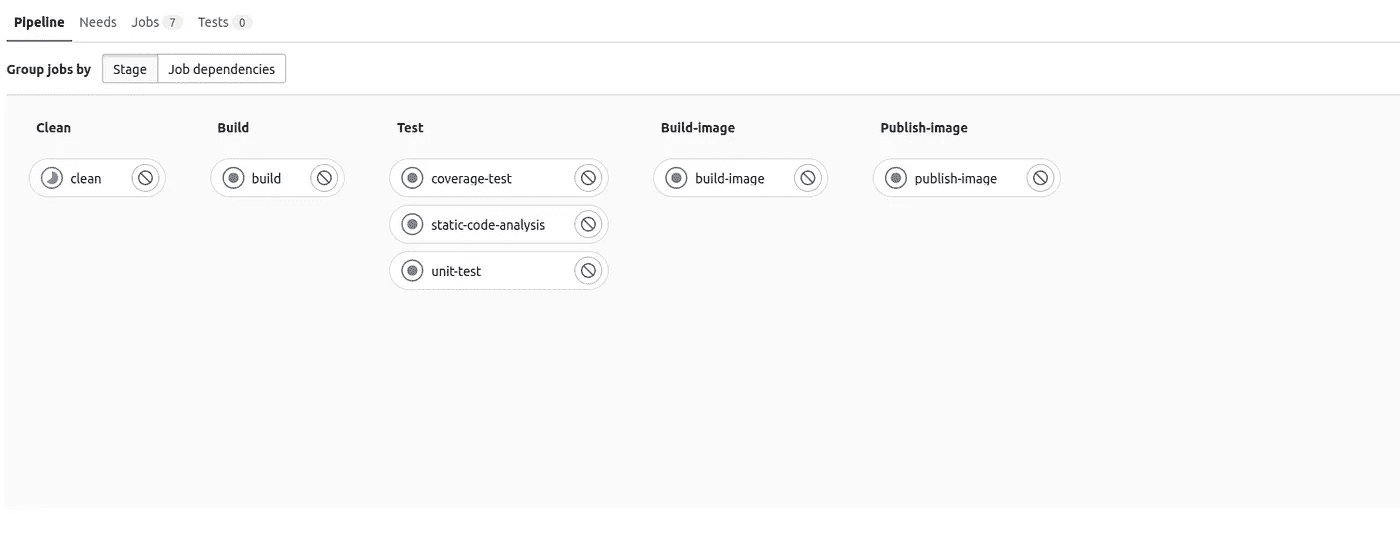 Pipeline Needs Jobs 7 Tests 0
Group jobs by Stage Job dependencies
Clean Build Test Build-image Publish-image
clean build coverage-test build-image publish-image
static-code-analysis
unit-test